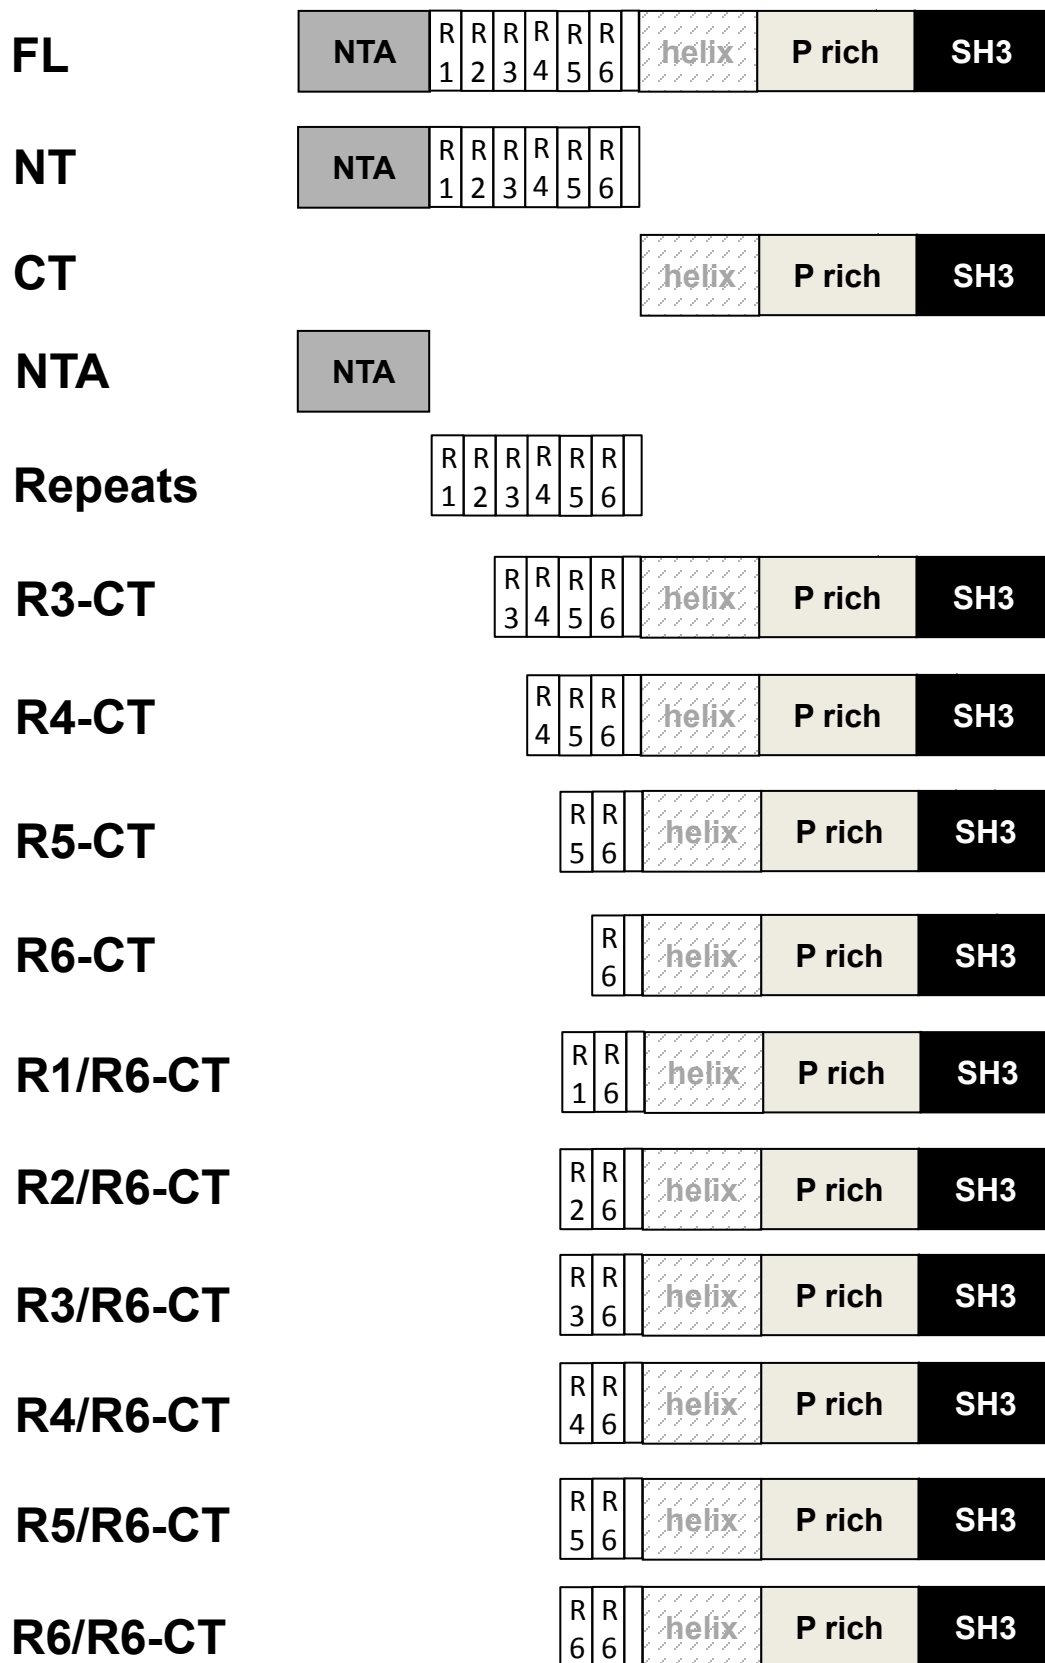 FL NTA R1 R2 R3 R4 R5 R6 helix P rich SH3
NT NTA R1 R2 R3 R4 R5 R6
CT helix P rich SH3
NTA NTA
Repeats R1 R2 R3 R4 R5 R6
R3-CT R3 R4 R5 R6 helix P rich SH3
R4-CT R4 R5 R6 helix P rich SH3
R5-CT R5 R6 helix P rich SH3
R6-CT R6 helix P rich SH3
R1/R6-CT R1 R6 helix P rich SH3
R2/R6-CT R2 R6 helix P rich SH3
R3/R6-CT R3 R6 helix P rich SH3
R4/R6-CT R4 R6 helix P rich SH3
R5/R6-CT R5 R6 helix P rich SH3
R6/R6-CT R6 R6 helix P rich SH3